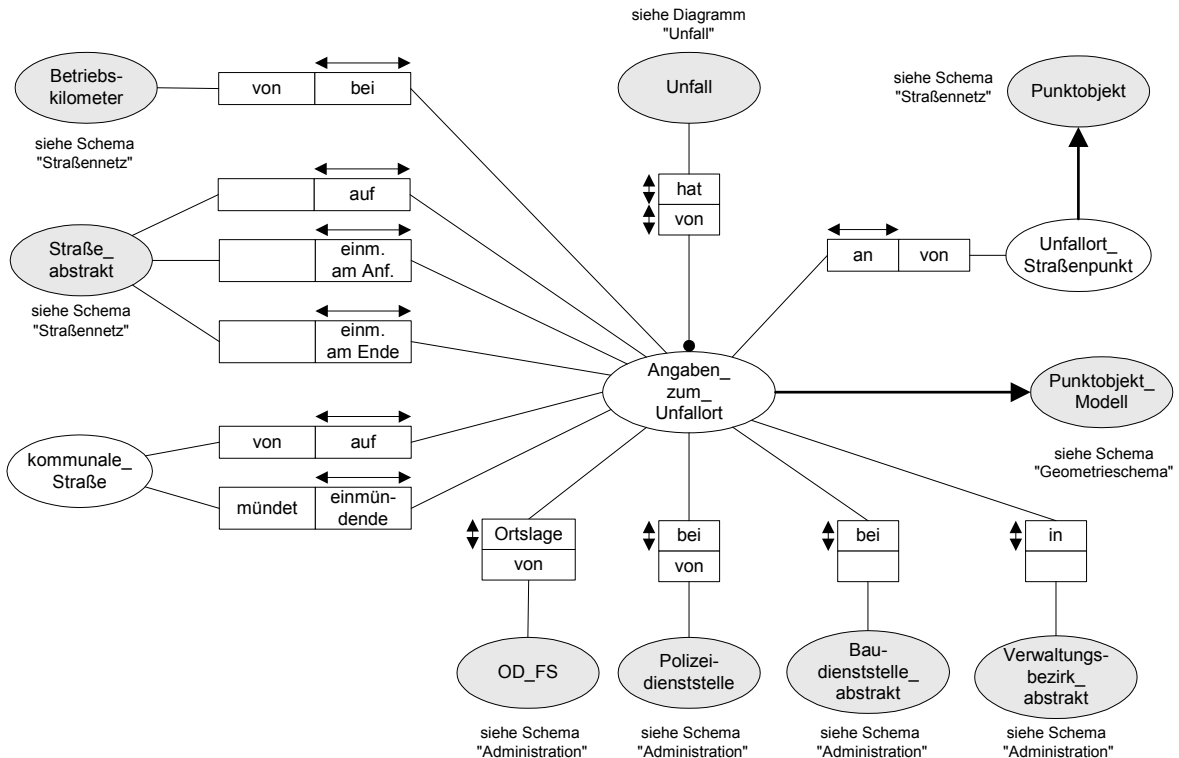 siehe Diagramm
"Unfall"
Betriebs-
kilometer
von
bei
Unfall
siehe Schema
"Straßennetz"
Punktobjekt
siehe Schema
"Straßennetz"
hat
von
auf
Straße_
abstrakt
einm.
am Anf.
an
von
Unfallort_
Straßenpunkt
siehe Schema
"Straßennetz"
einm.
am Ende
Angaben_
zum_
Unfallort
Punktobjekt_
Modell
von
auf
siehe Schema
"Geometrieschema"
kommunale_
Straße
mündet
einmün-
dende
Ortslage
von
bei
von
bei
in
OD_FS
Polizei-
dienststelle
Bau-
dienststelle_
abstrakt
Verwaltungs-
bezirk_
abstrakt
siehe Schema
"Administration"
siehe Schema
"Administration"
siehe Schema
"Administration"
siehe Schema
"Administration"